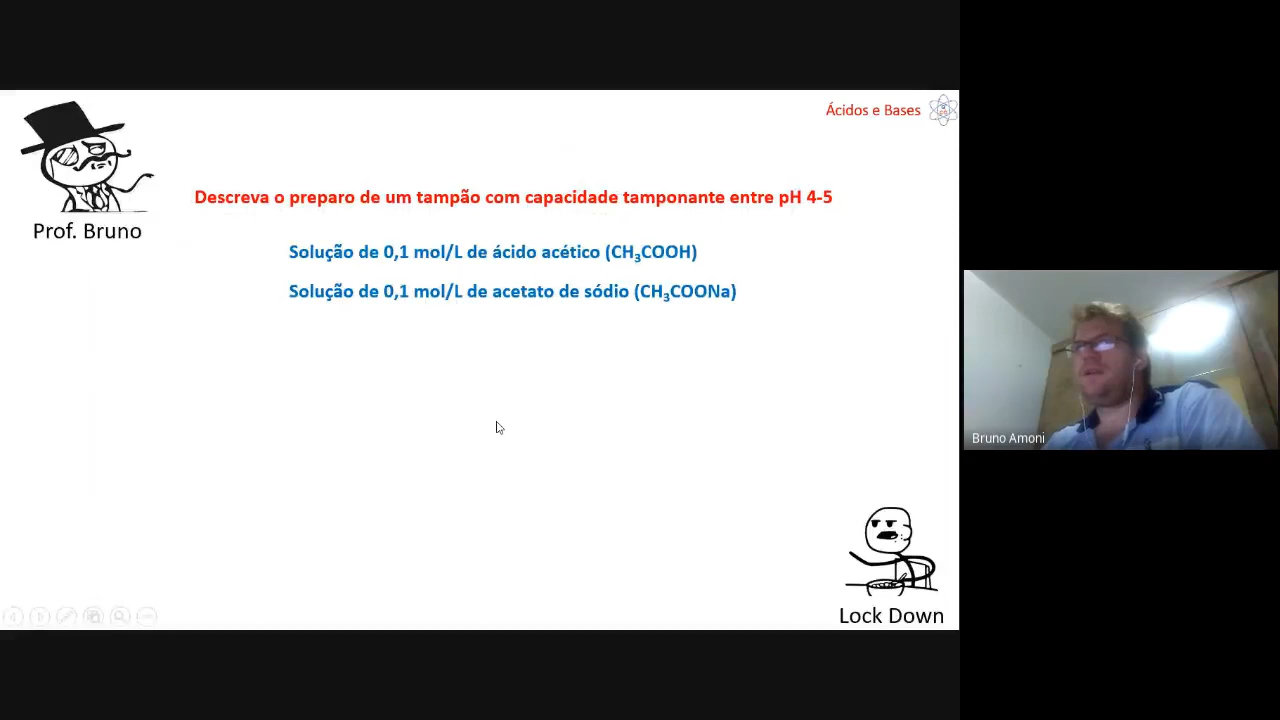 Ácidos e Bases
Descreva o preparo de um tampão com capacidade tamponante entre pH 4-5
Prof. Bruno
Solução de 0,1 mol/L de ácido acético (CH₃COOH)
Solução de 0,1 mol/L de acetato de sódio (CH₃COONa)
Bruno Amoni
Lock Down